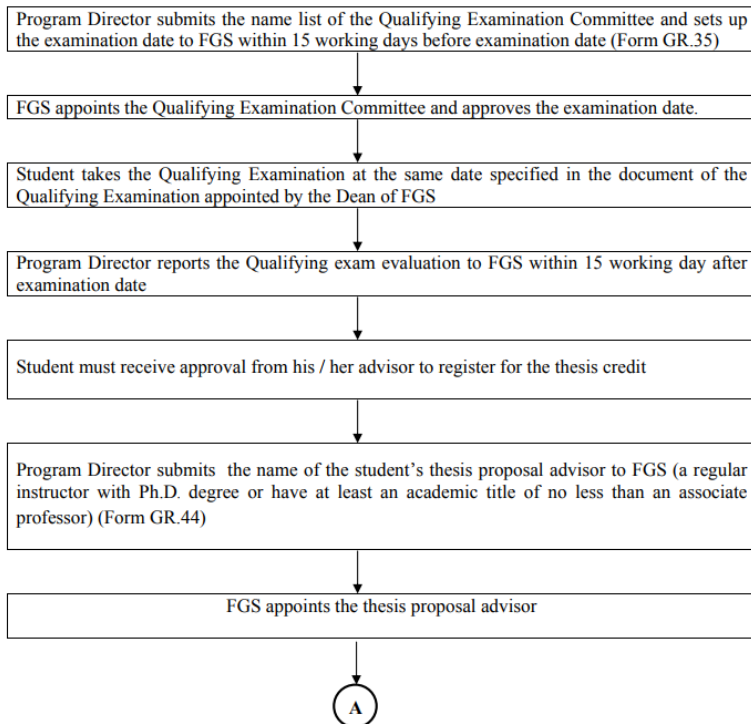 Program Director submits the name list of the Qualifying Examination Committee and sets up
the examination date to FGS within 15 working days before examination date (Form GR.35)
FGS appoints the Qualifying Examination Committee and approves the examination date.
Student takes the Qualifying Examination at the same date specified in the document of the
Qualifying Examination appointed by the Dean of FGS
Program Director reports the Qualifying exam evaluation to FGS within 15 working day after
examination date
Student must receive approval from his / her advisor to register for the thesis credit
Program Director submits the name of the student's thesis proposal advisor to FGS (a regular
instructor with Ph.D. degree or have at least an academic title of no less than an associate
professor) (Form GR.44)
FGS appoints the thesis proposal advisor
A